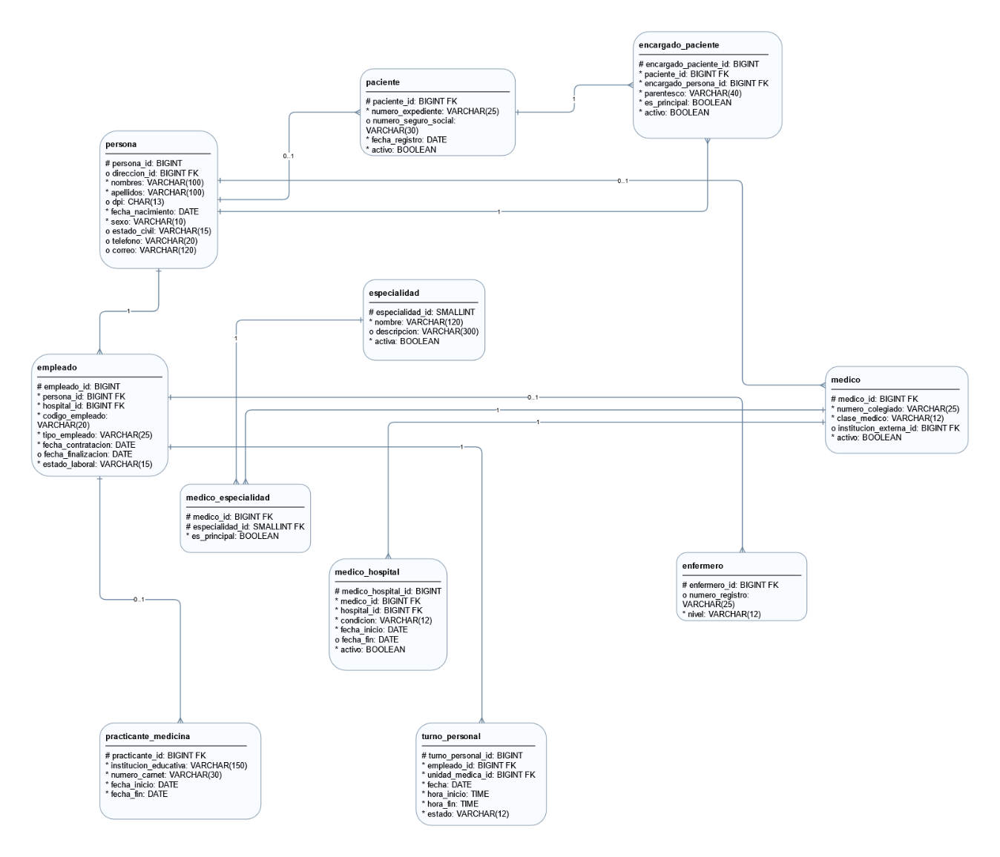 encargado_paciente
# encargado_paciente_id: BIGINT
* paciente_id: BIGINT FK
* encargado_persona_id: BIGINT FK
* parentesco: VARCHAR(40)
* es_principal: BOOLEAN
* activo: BOOLEAN
paciente
# paciente_id: BIGINT FK
* numero_expediente: VARCHAR(25)
o numero_seguro_social:
VARCHAR(30)
* fecha_registro: DATE
* activo: BOOLEAN
1
persona
# persona_id: BIGINT
o direccion_id: BIGINT FK
* nombres: VARCHAR(100)
* apellidos: VARCHAR(100)
o dpi: CHAR(13)
* fecha_nacimiento: DATE
* sexo: VARCHAR(10)
o estado_civil: VARCHAR(15)
o telefono: VARCHAR(20)
o correo: VARCHAR(120)
0..1
0..1
1
1
especialidad
# especialidad_id: SMALLINT
* nombre: VARCHAR(120)
o descripcion: VARCHAR(300)
* activa: BOOLEAN
1
empleado
# empleado_id: BIGINT
* persona_id: BIGINT FK
* hospital_id: BIGINT FK
* codigo_empleado:
VARCHAR(20)
* tipo_empleado: VARCHAR(25)
* fecha_contratacion: DATE
o fecha_finalizacion: DATE
* estado_laboral: VARCHAR(15)
medico
# medico_id: BIGINT FK
* numero_colegiado: VARCHAR(25)
* clase_medico: VARCHAR(12)
o institucion_externa_id: BIGINT FK
* activo: BOOLEAN
0..1
1
1
1
medico_especialidad
# medico_id: BIGINT FK
# especialidad_id: SMALLINT FK
* es_principal: BOOLEAN
medico_hospital
# medico_hospital_id: BIGINT
* medico_id: BIGINT FK
* hospital_id: BIGINT FK
* condicion: VARCHAR(12)
* fecha_inicio: DATE
o fecha_fin: DATE
* activo: BOOLEAN
enfermero
# enfermero_id: BIGINT FK
o numero_registro:
VARCHAR(25)
* nivel: VARCHAR(12)
0..1
practicante_medicina
# practicante_id: BIGINT FK
* institucion_educativa: VARCHAR(150)
* numero_carnet: VARCHAR(30)
* fecha_inicio: DATE
* fecha_fin: DATE
turno_personal
# turno_personal_id: BIGINT
* empleado_id: BIGINT FK
* unidad_medica_id: BIGINT FK
* fecha: DATE
* hora_inicio: TIME
* hora_fin: TIME
* estado: VARCHAR(12)